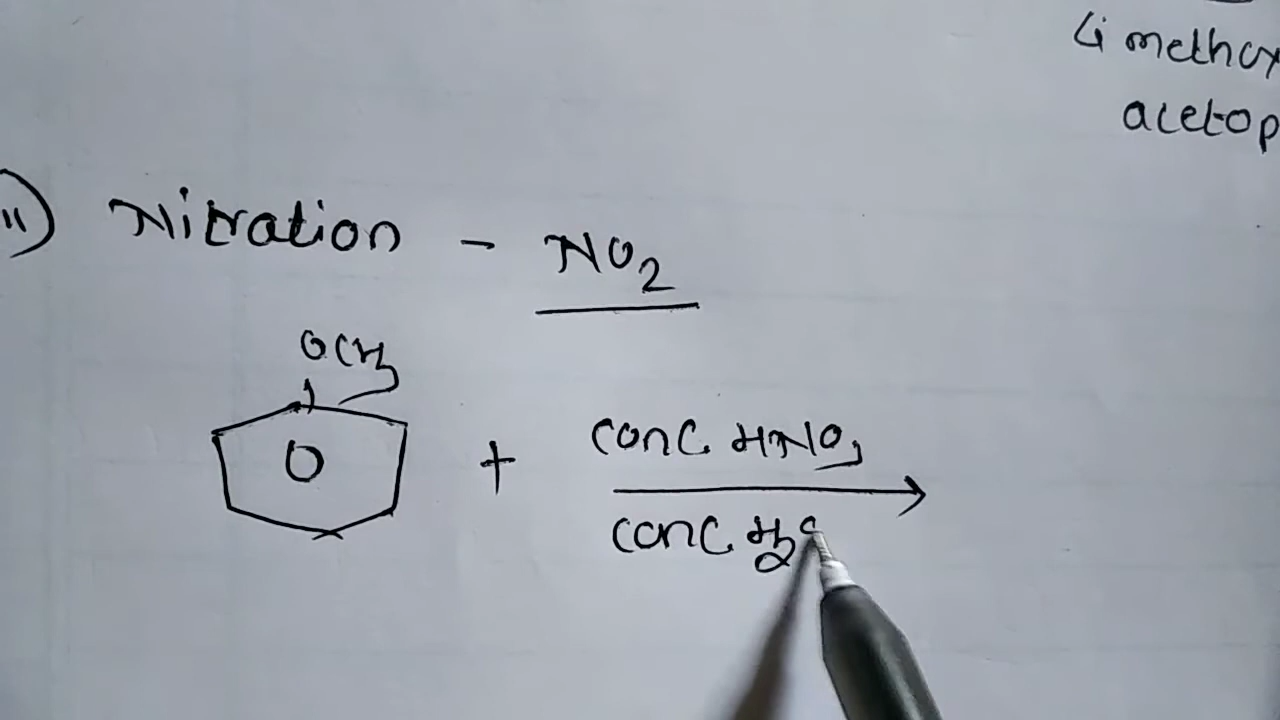 4 methox
acetop
ii) Nitration - NO2
OCH3
+ conc. HNO3
conc H2S